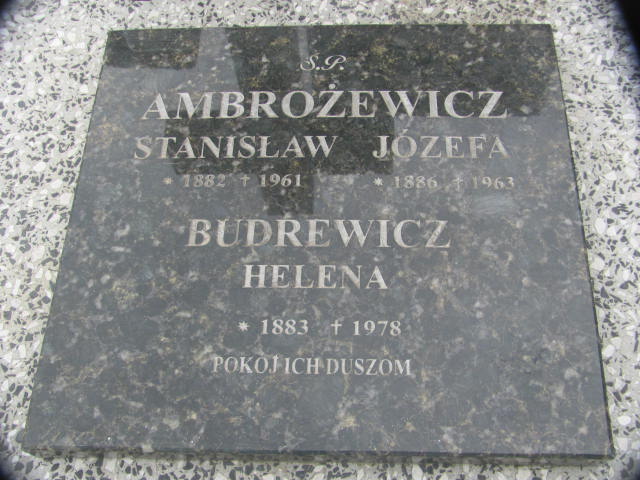 Ś.P.
AMBROŻEWICZ
STANISŁAW JÓZEFA
* 1882 † 1961 * 1886 † 1963
BUDREWICZ
HELENA
* 1883 † 1978
POKÓJ ICH DUSZOM